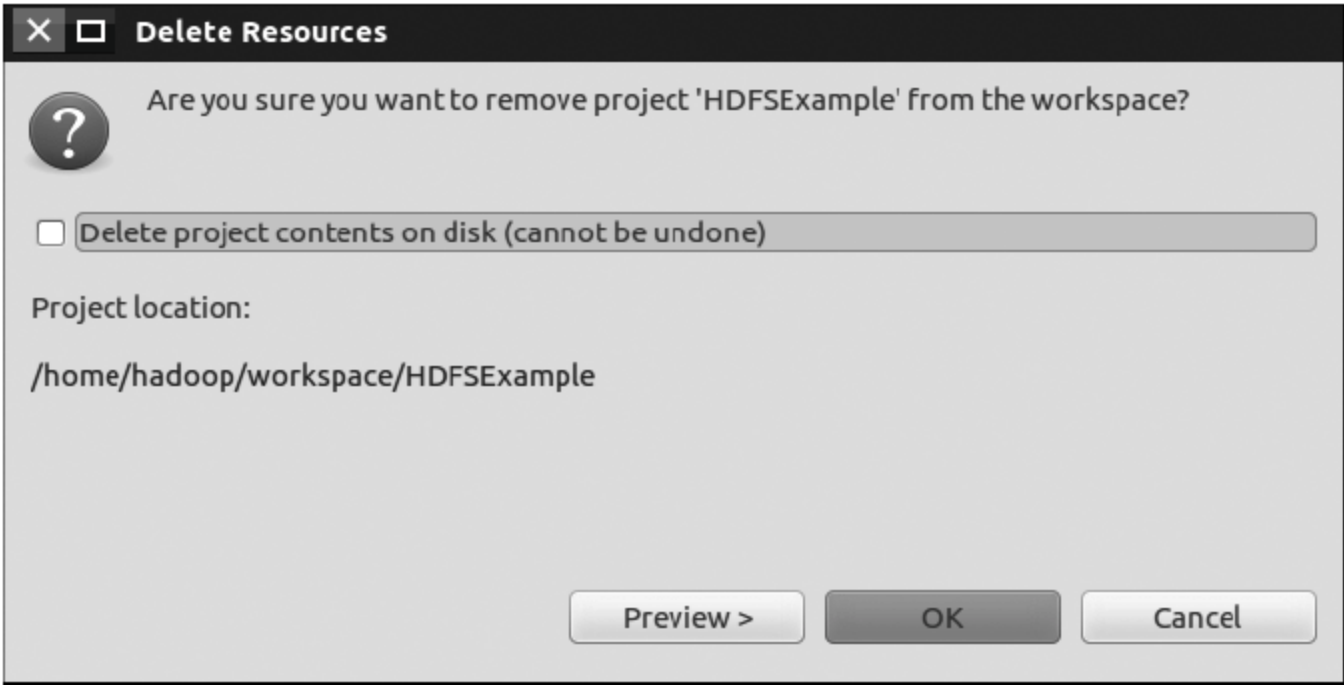 Delete Resources
Are you sure you want to remove project 'HDFSExample' from the workspace?
Delete project contents on disk (cannot be undone)
Project location:
/home/hadoop/workspace/HDFSExample
Preview > OK Cancel